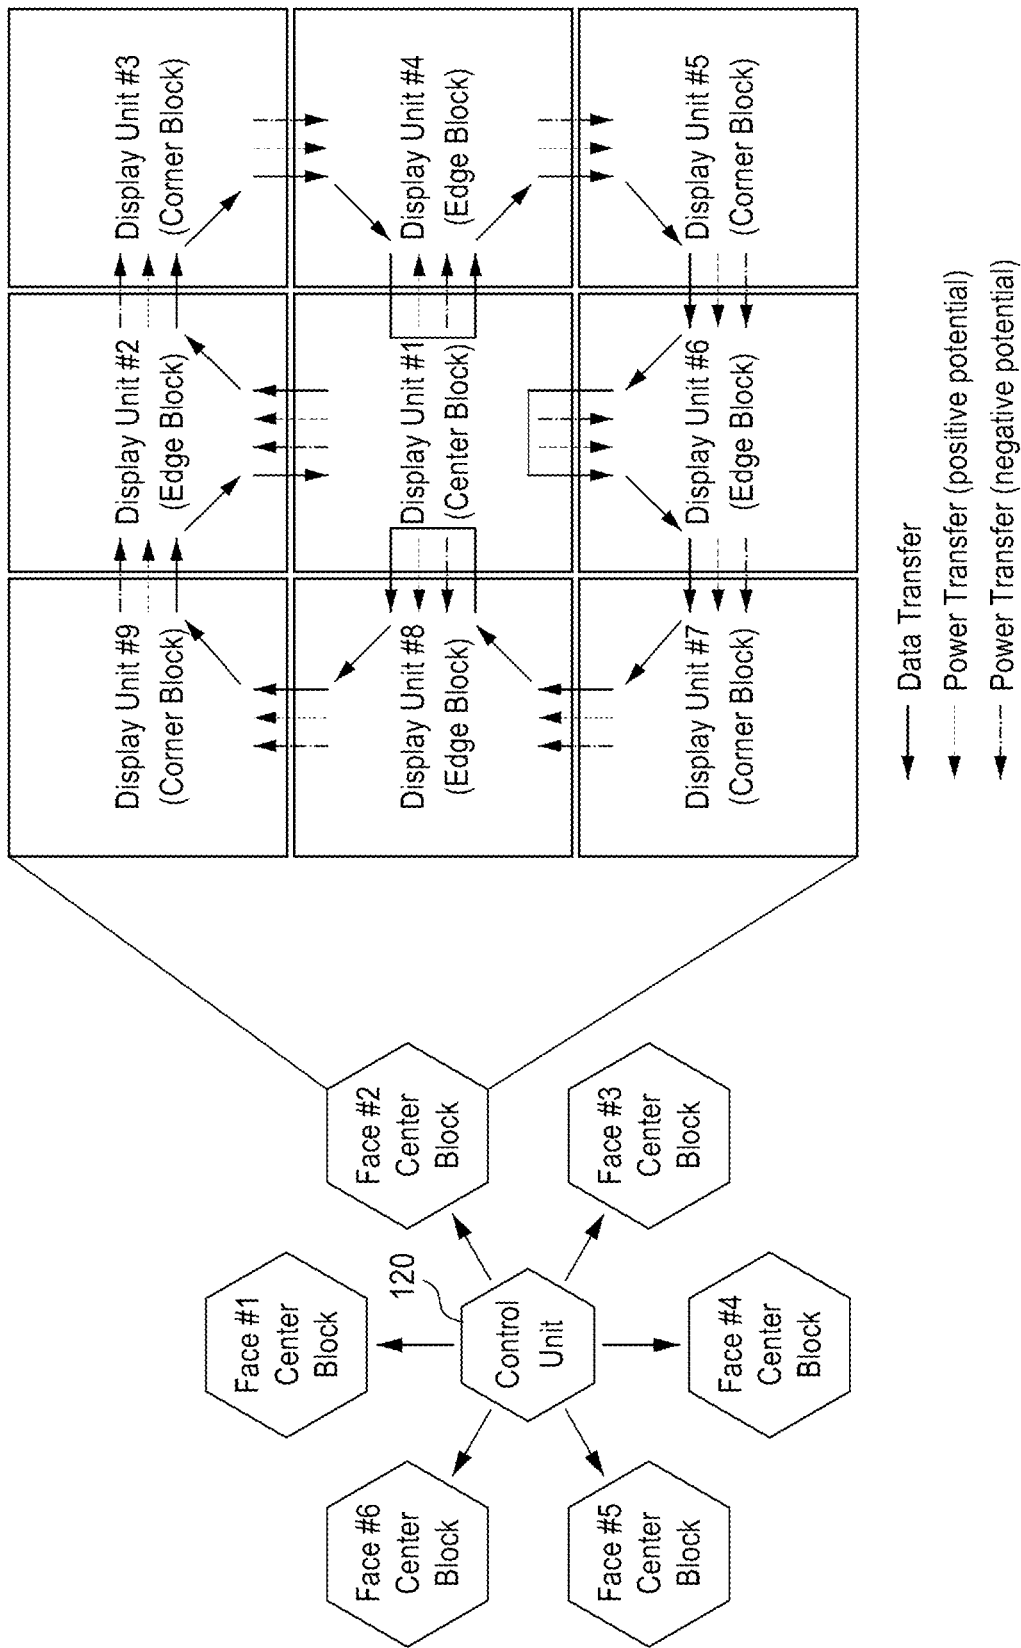 Face #1
Center
Block
Face #2
Center
Block
Face #3
Center
Block
Face #4
Center
Block
Face #5
Center
Block
Face #6
Center
Block
120
Control
Unit
Display Unit #9
(Corner Block)
Display Unit #2
(Edge Block)
Display Unit #3
(Corner Block)
Display Unit #8
(Edge Block)
Display Unit #1
(Center Block)
Display Unit #4
(Edge Block)
Display Unit #7
(Corner Block)
Display Unit #6
(Edge Block)
Display Unit #5
(Corner Block)
Data Transfer
Power Transfer (positive potential)
Power Transfer (negative potential)